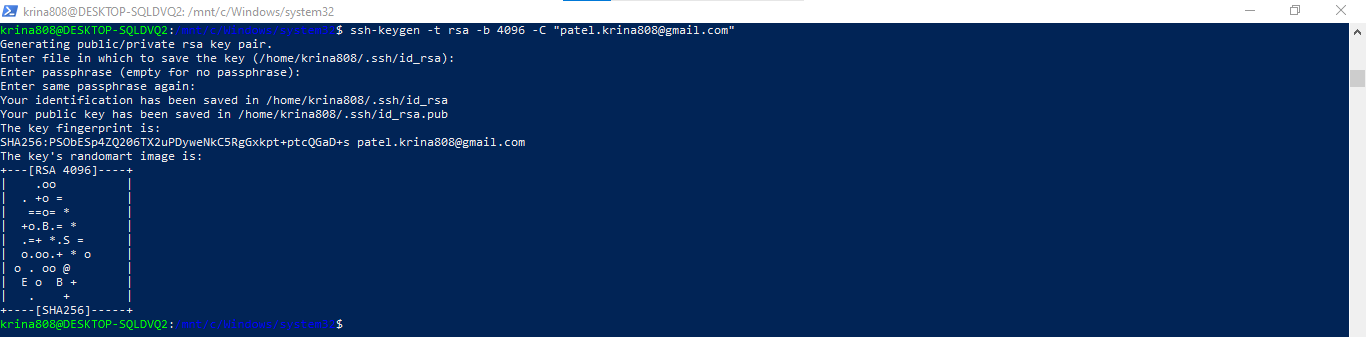 krina808@DESKTOP-SQLDVQ2: /mnt/c/Windows/system32
krina808@DESKTOP-SQLDVQ2:/mnt/c/Windows/system32$ ssh-keygen -t rsa -b 4096 -C "patel.krina808@gmail.com"
Generating public/private rsa key pair.
Enter file in which to save the key (/home/krina808/.ssh/id_rsa):
Enter passphrase (empty for no passphrase):
Enter same passphrase again:
Your identification has been saved in /home/krina808/.ssh/id_rsa
Your public key has been saved in /home/krina808/.ssh/id_rsa.pub
The key fingerprint is:
SHA256:PSObESp4ZQ206TX2uPDyweNkC5RgGxkpt+ptcQGaD+s patel.krina808@gmail.com
The key's randomart image is:
+---[RSA 4096]----+
|    .oo          |
|  . +o =         |
|   ==o= *        |
|  +o.B.= *       |
|  .=+ *.S =      |
|  o.oo.+ * o     |
| o . oo @        |
|  E o  B +       |
|   .    +        |
+----[SHA256]-----+
krina808@DESKTOP-SQLDVQ2:/mnt/c/Windows/system32$